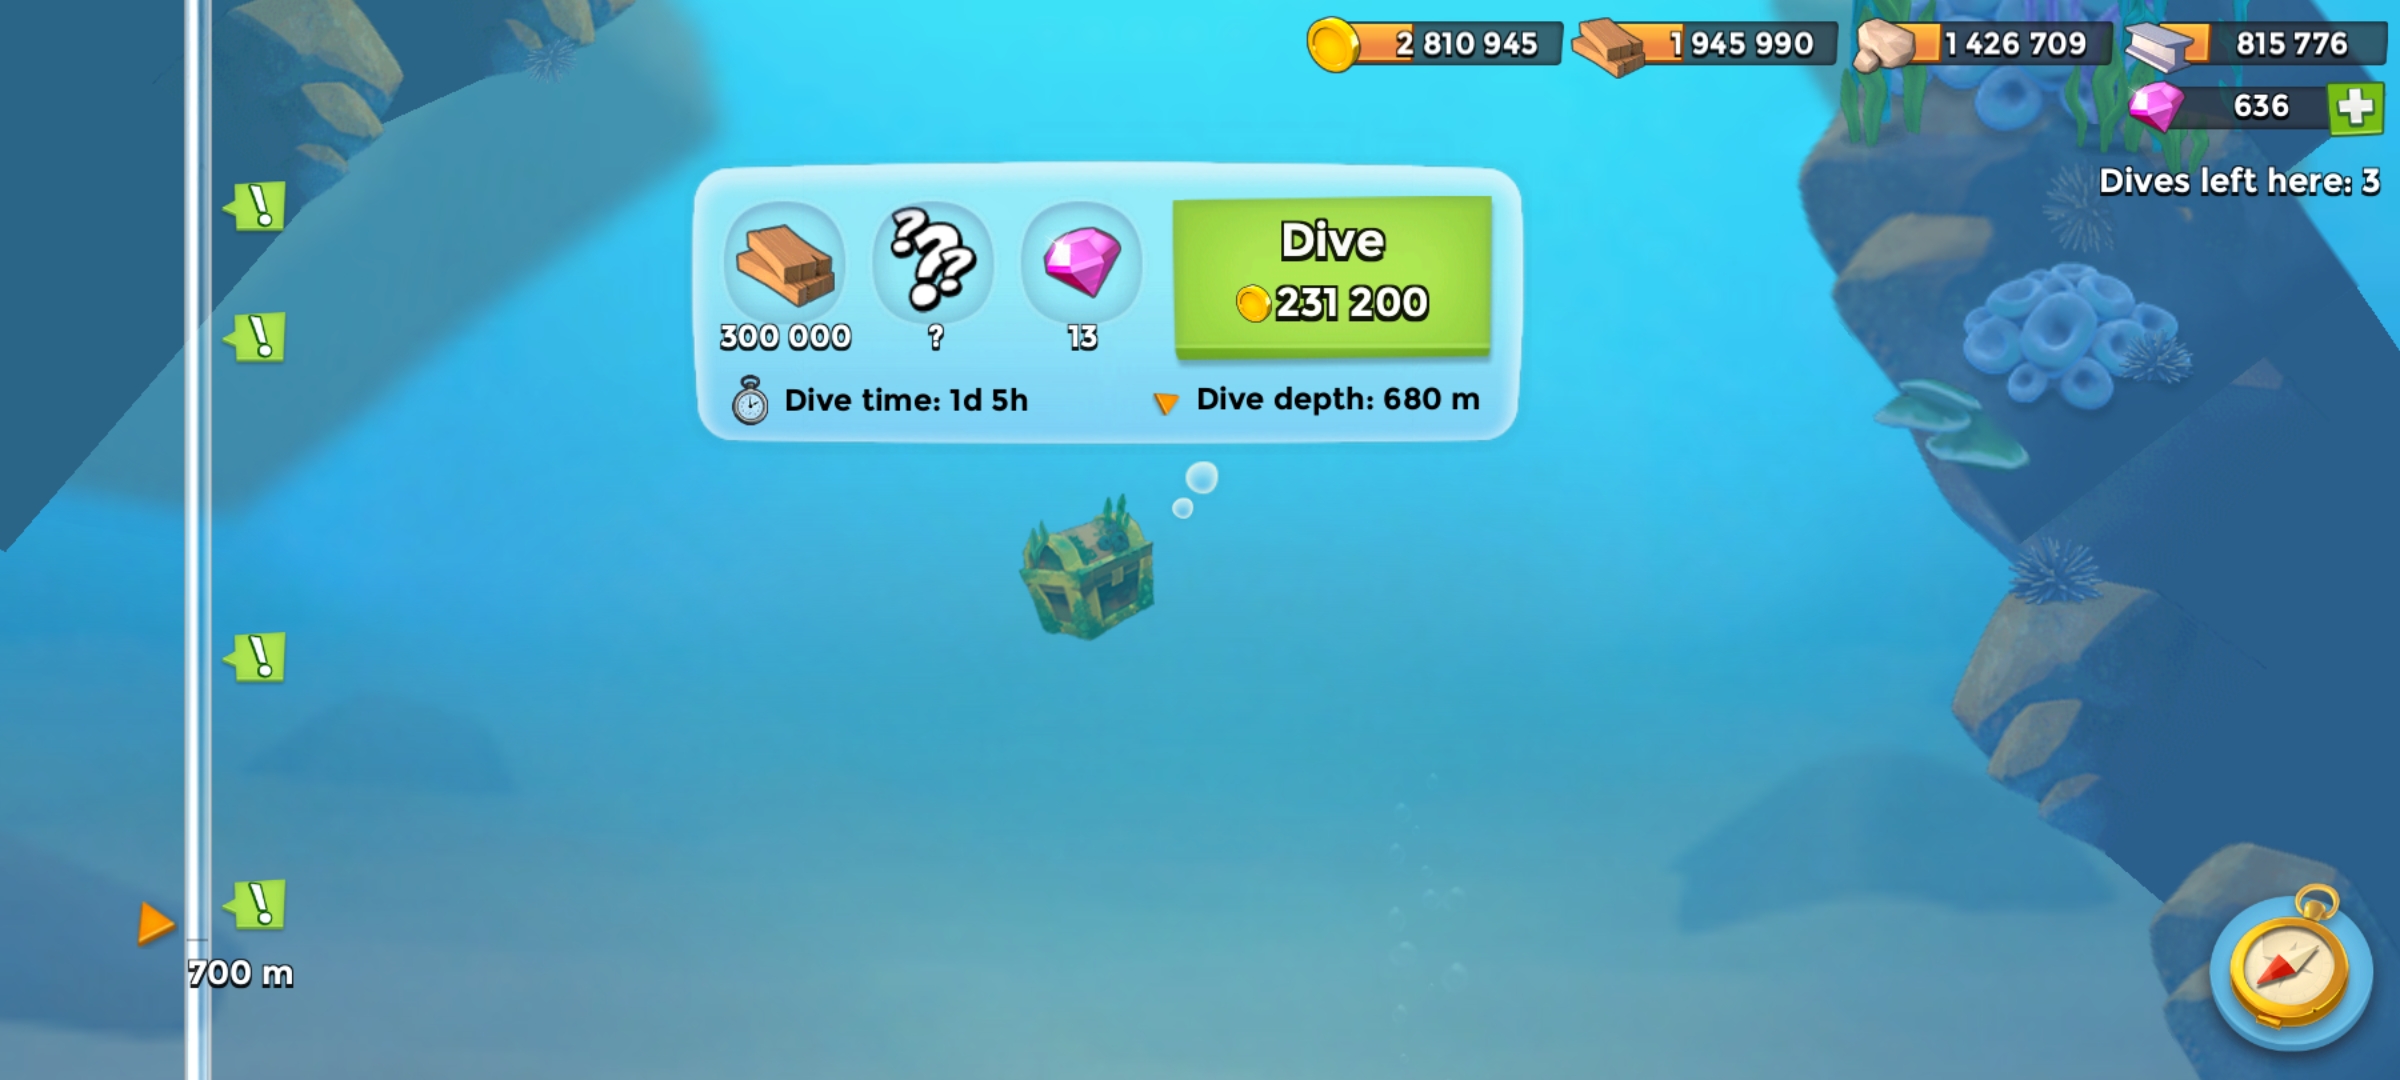 2 810 945
1 945 990
1 426 709
815 776
636
Dives left here: 3
Dive
231 200
300 000
?
13
Dive time: 1d 5h
Dive depth: 680 m
!
!
!
!
700 m